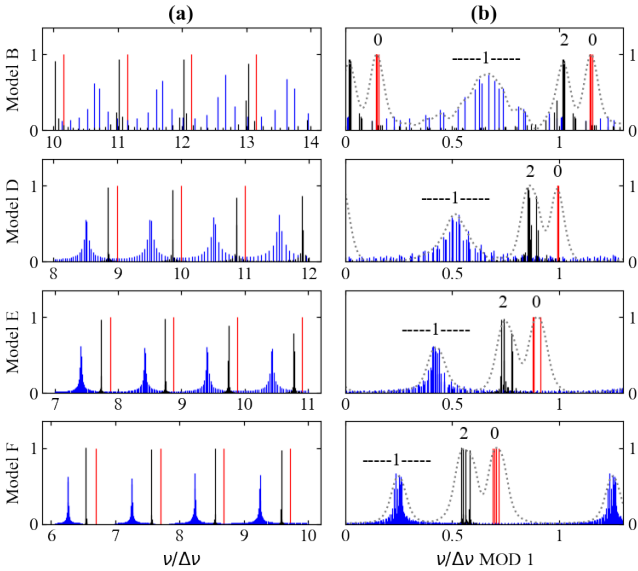 (a) (b)
Model B
1
0
10 11 12 13 14
0 -----1----- 2 0
1
0
0 0.5 1
Model D
1
0
8 9 10 11 12
-----1----- 2 0
1
0
0 0.5 1
Model E
1
0
7 8 9 10 11
-----1----- 2 0
1
0
0 0.5 1
Model F
1
0
6 7 8 9 10
-----1----- 2 0
1
0
0 0.5 1
ν/Δν ν/Δν MOD 1